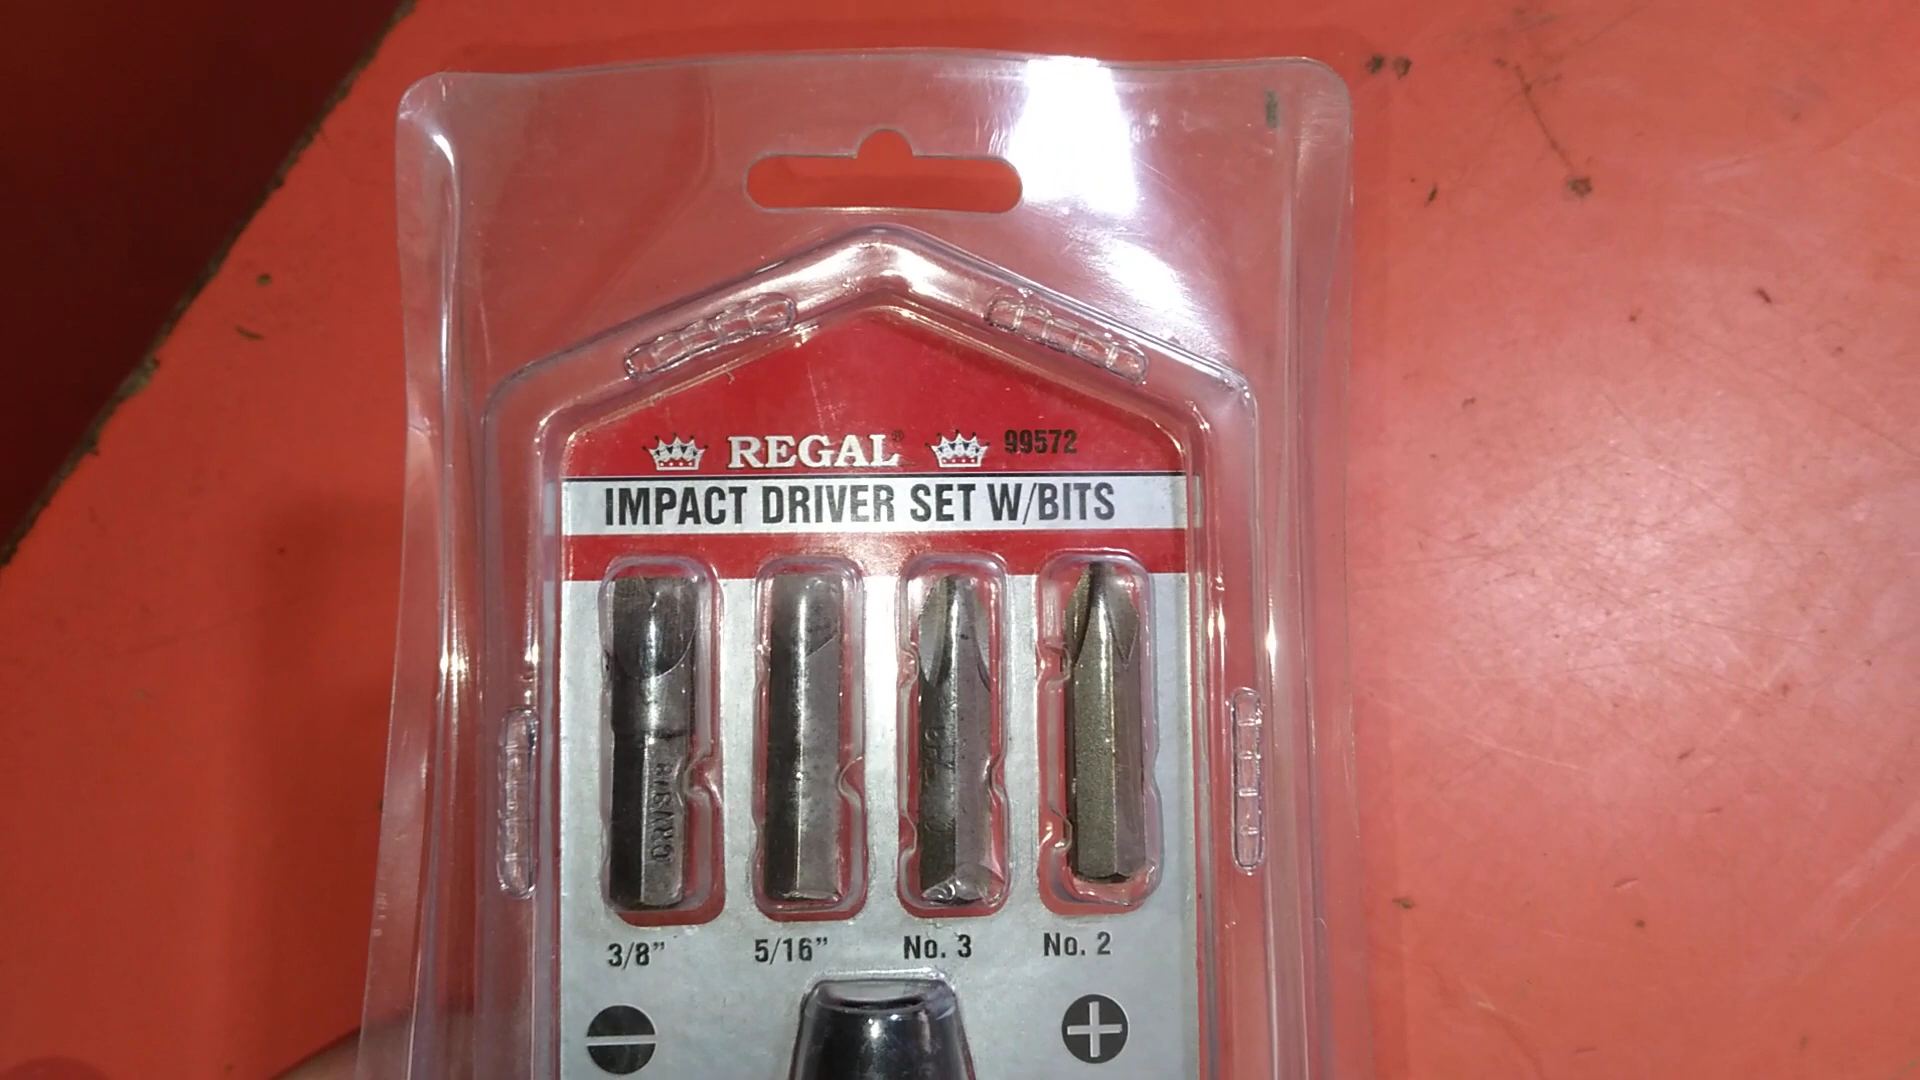 REGAL® 99572
IMPACT DRIVER SET W/BITS
3/8” 5/16” No. 3 No. 2